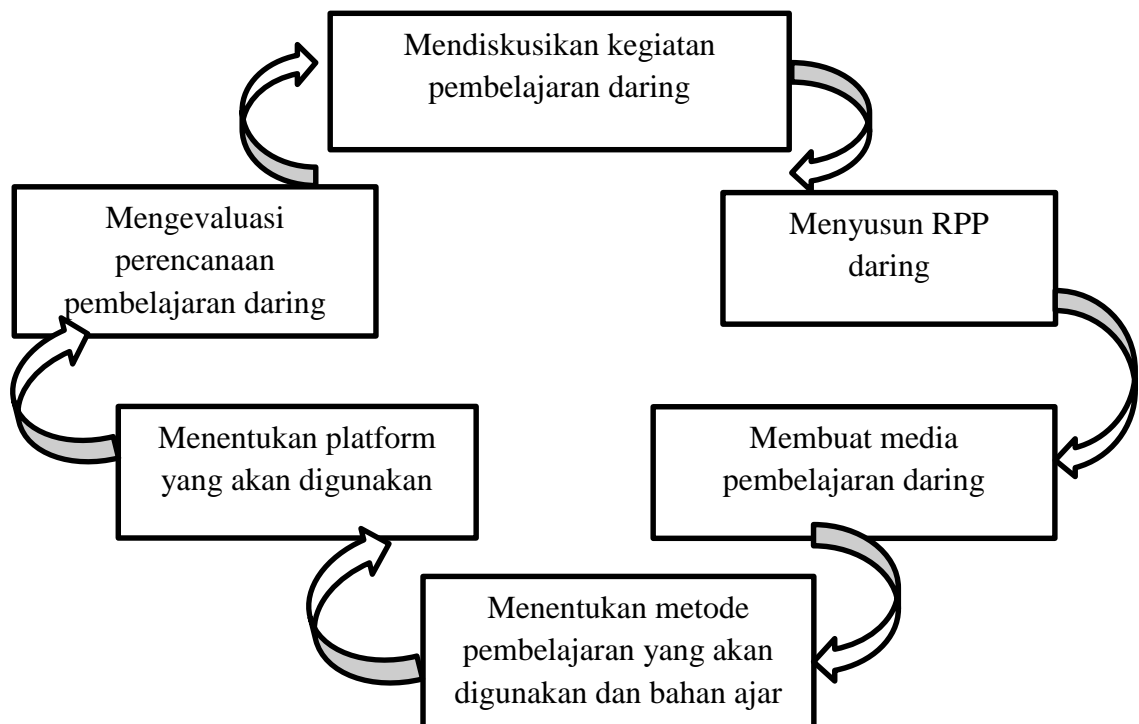 Mendiskusikan kegiatan
pembelajaran daring
Menyusun RPP
daring
Membuat media
pembelajaran daring
Menentukan metode
pembelajaran yang akan
digunakan dan bahan ajar
Menentukan platform
yang akan digunakan
Mengevaluasi
perencanaan
pembelajaran daring